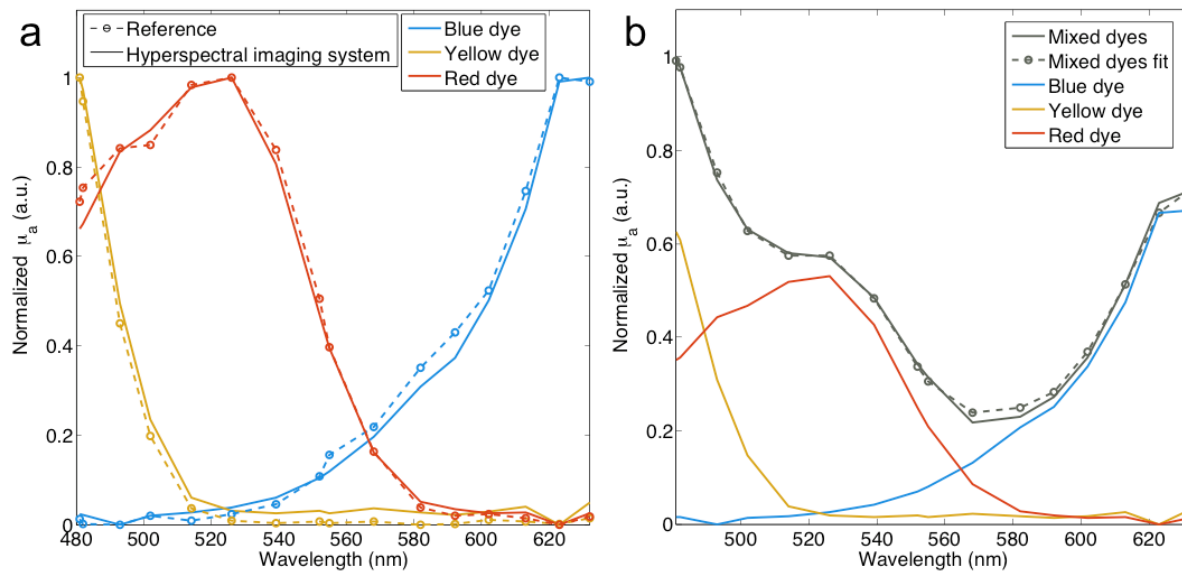 a
Reference
Hyperspectral imaging system
Blue dye
Yellow dye
Red dye
1
0.8
0.6
0.4
0.2
0
480 500 520 540 560 580 600 620
Normalized μa (a.u.)
Wavelength (nm)
b
Mixed dyes
Mixed dyes fit
Blue dye
Yellow dye
Red dye
1
0.8
0.6
0.4
0.2
0
500 520 540 560 580 600 620
Normalized μa (a.u.)
Wavelength (nm)